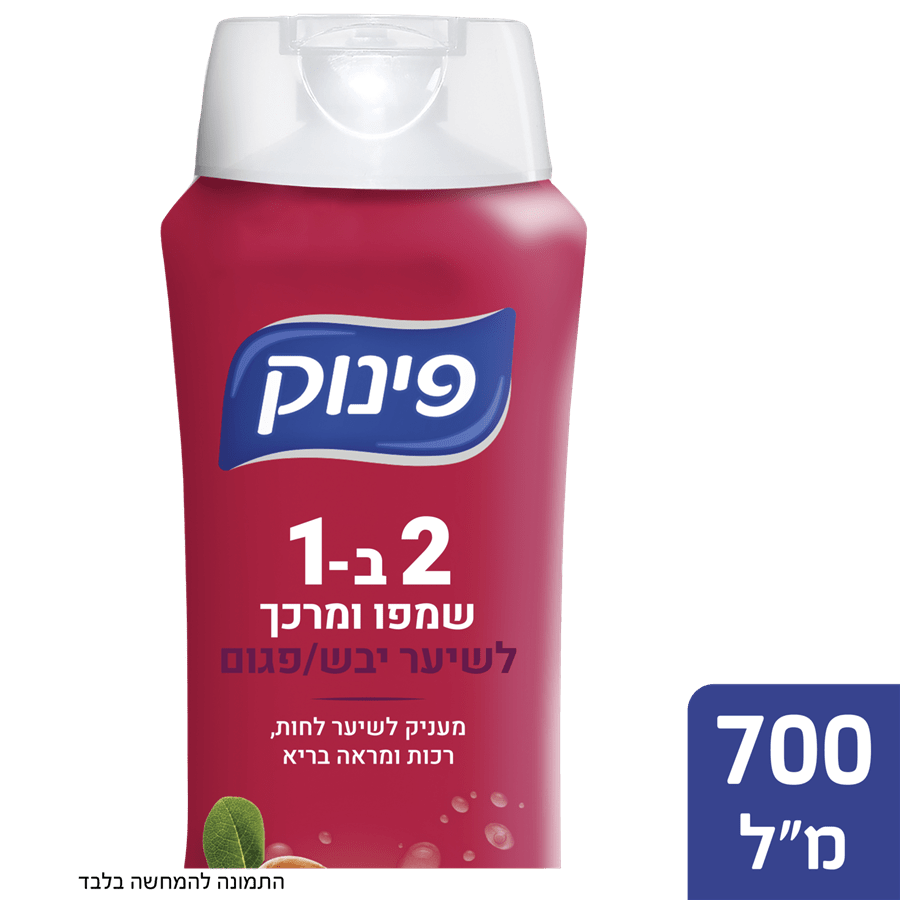 פינוק
2 ב-1
שמפו ומרכך
לשיער יבש/פגום
מעניק לשיער לחות,
רכות ומראה בריא
700
מ"ל
התמונה להמחשה בלבד